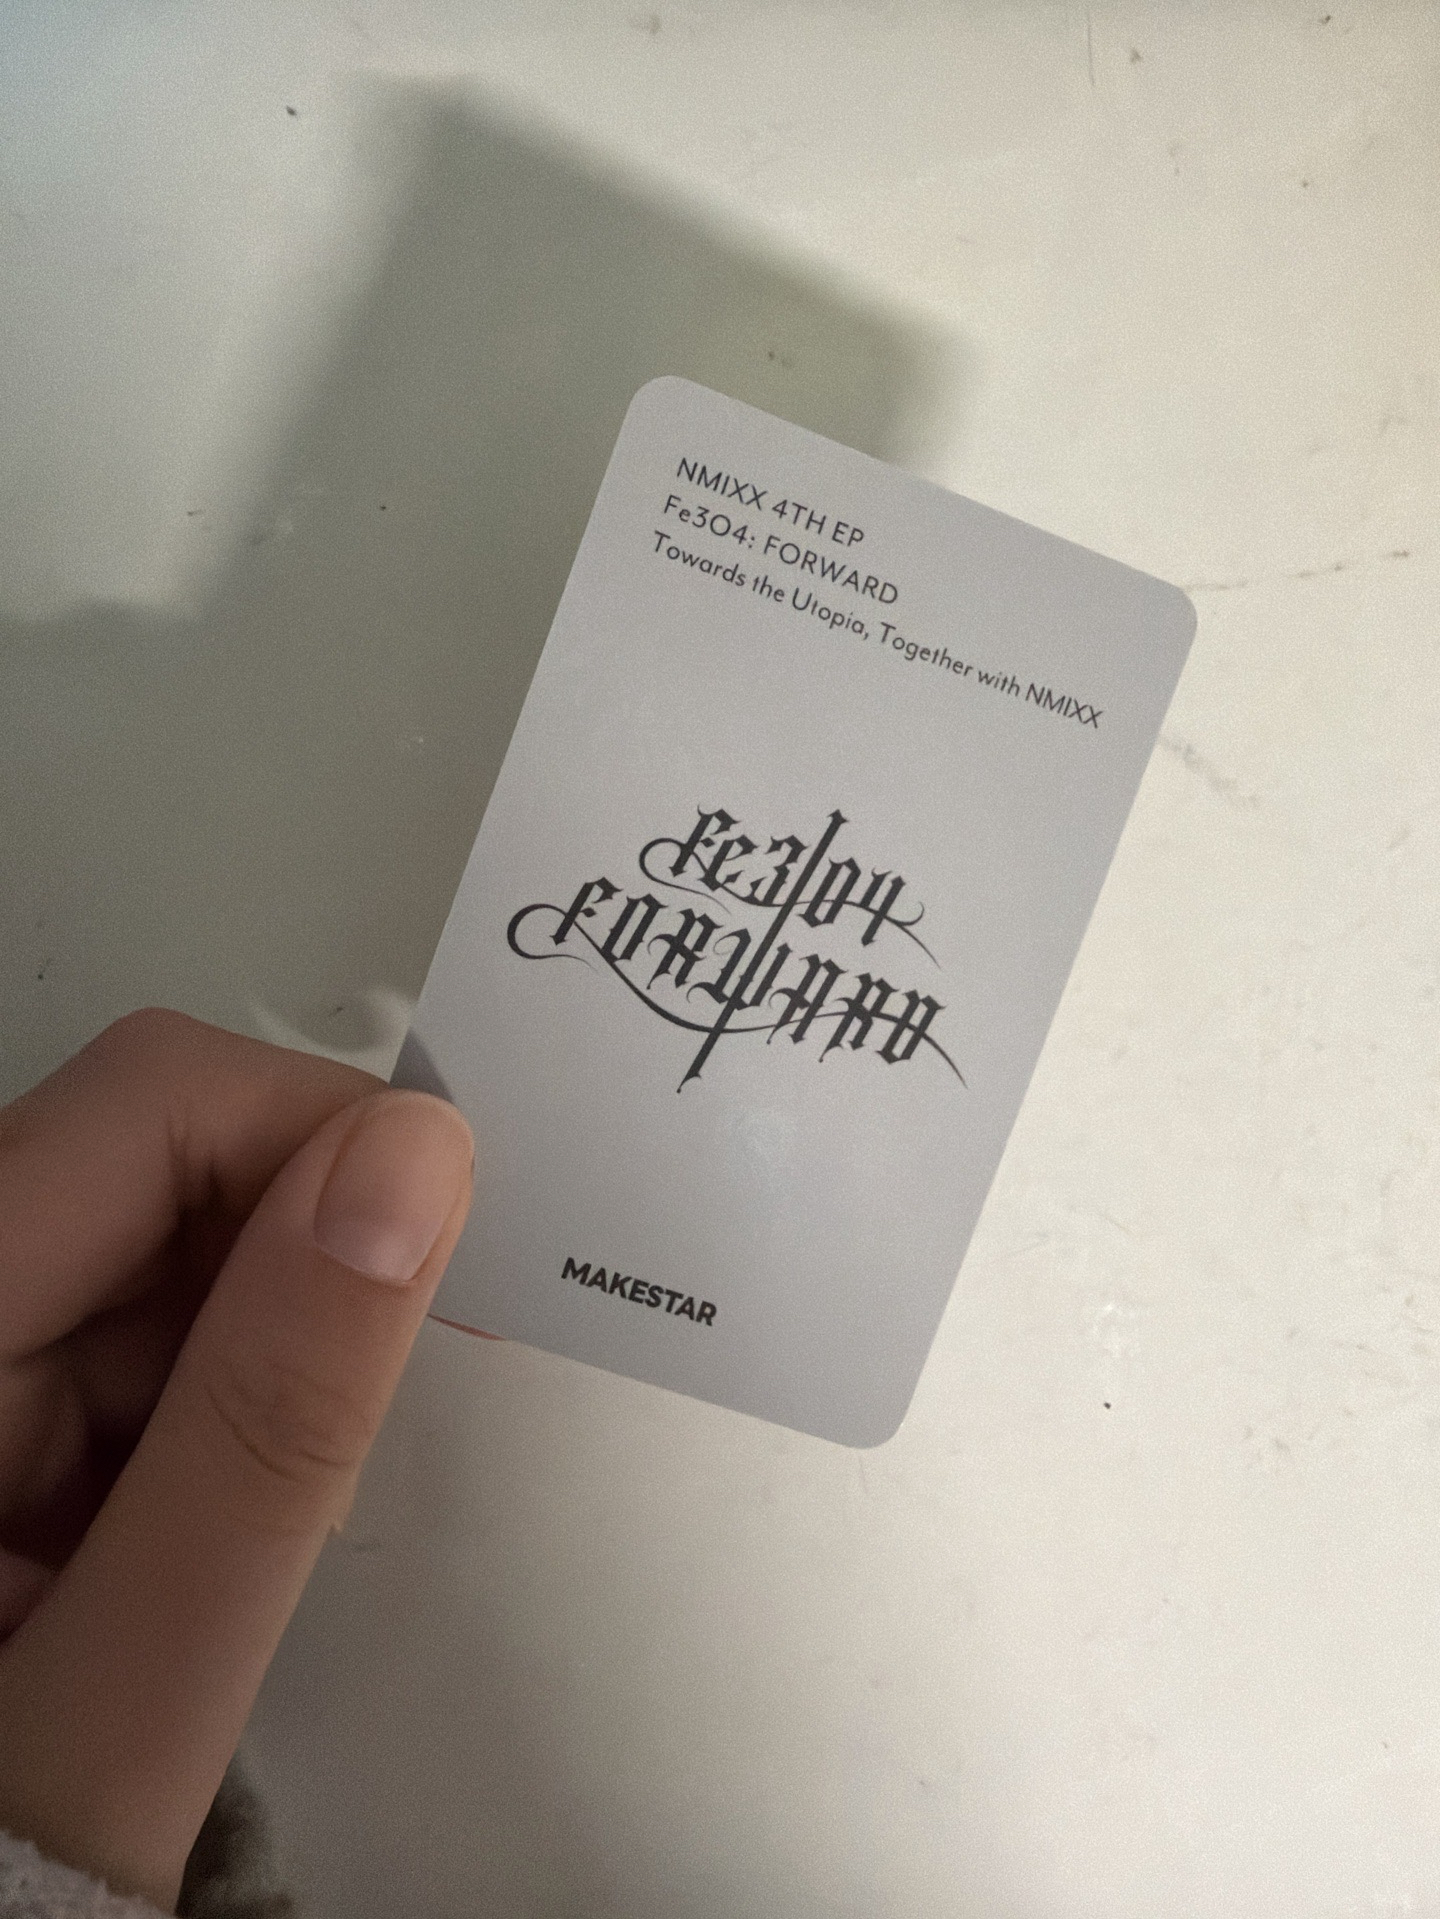 NMIXX 4TH EP
Fe3O4: FORWARD
Towards the Utopia, Together with NMIXX
Fe3O4
FORWARD
MAKESTAR